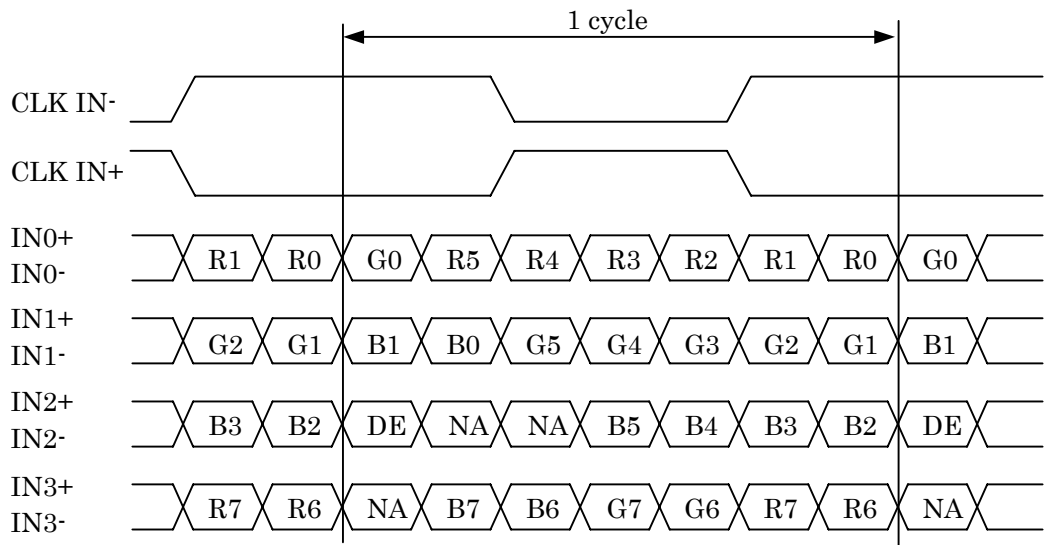 1 cycle
CLK IN-
CLK IN+
IN0+
IN0-
R1 R0 G0 R5 R4 R3 R2 R1 R0 G0
IN1+
IN1-
G2 G1 B1 B0 G5 G4 G3 G2 G1 B1
IN2+
IN2-
B3 B2 DE NA NA B5 B4 B3 B2 DE
IN3+
IN3-
R7 R6 NA B7 B6 G7 G6 R7 R6 NA